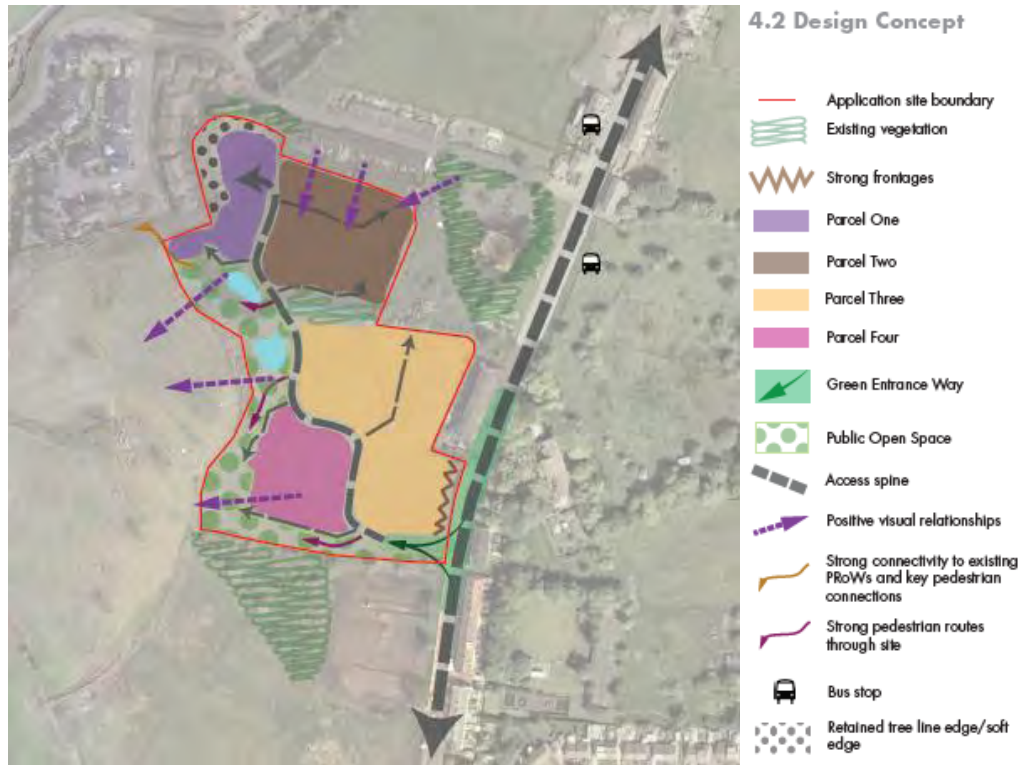 4.2 Design Concept
Application site boundary
Existing vegetation
Strong frontages
Parcel One
Parcel Two
Parcel Three
Parcel Four
Green Entrance Way
Public Open Space
Access spine
Positive visual relationships
Strong connectivity to existing
PRoWs and key pedestrian
connections
Strong pedestrian routes
through site
Bus stop
Retained tree line edge/soft
edge